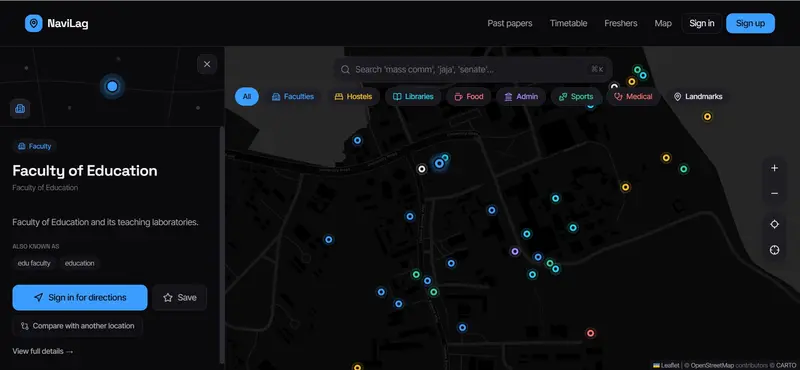 NaviLag
Past papers
Timetable
Freshers
Map
Sign in
Sign up
Search 'mass comm', 'jaja', 'senate'...
⌘K
All
Faculties
Hostels
Libraries
Food
Admin
Sports
Medical
Landmarks
Faculty
Faculty of Education
Faculty of Education
Faculty of Education and its teaching laboratories.
ALSO KNOWN AS
edu faculty
education
Sign in for directions
Save
Compare with another location
View full details →
+
−
Leaflet | © OpenStreetMap contributors © CARTO